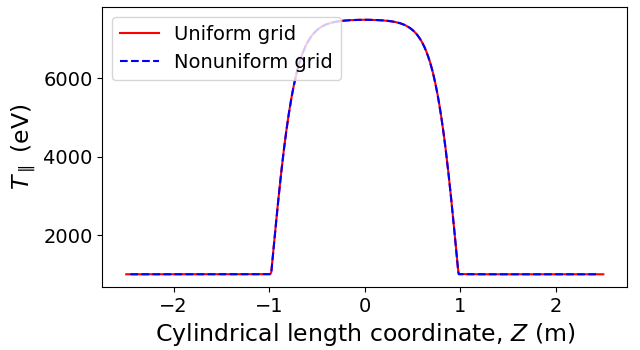 Uniform grid
Nonuniform grid
6000
4000
2000
T∥ (eV)
−2
−1
0
1
2
Cylindrical length coordinate, Z (m)